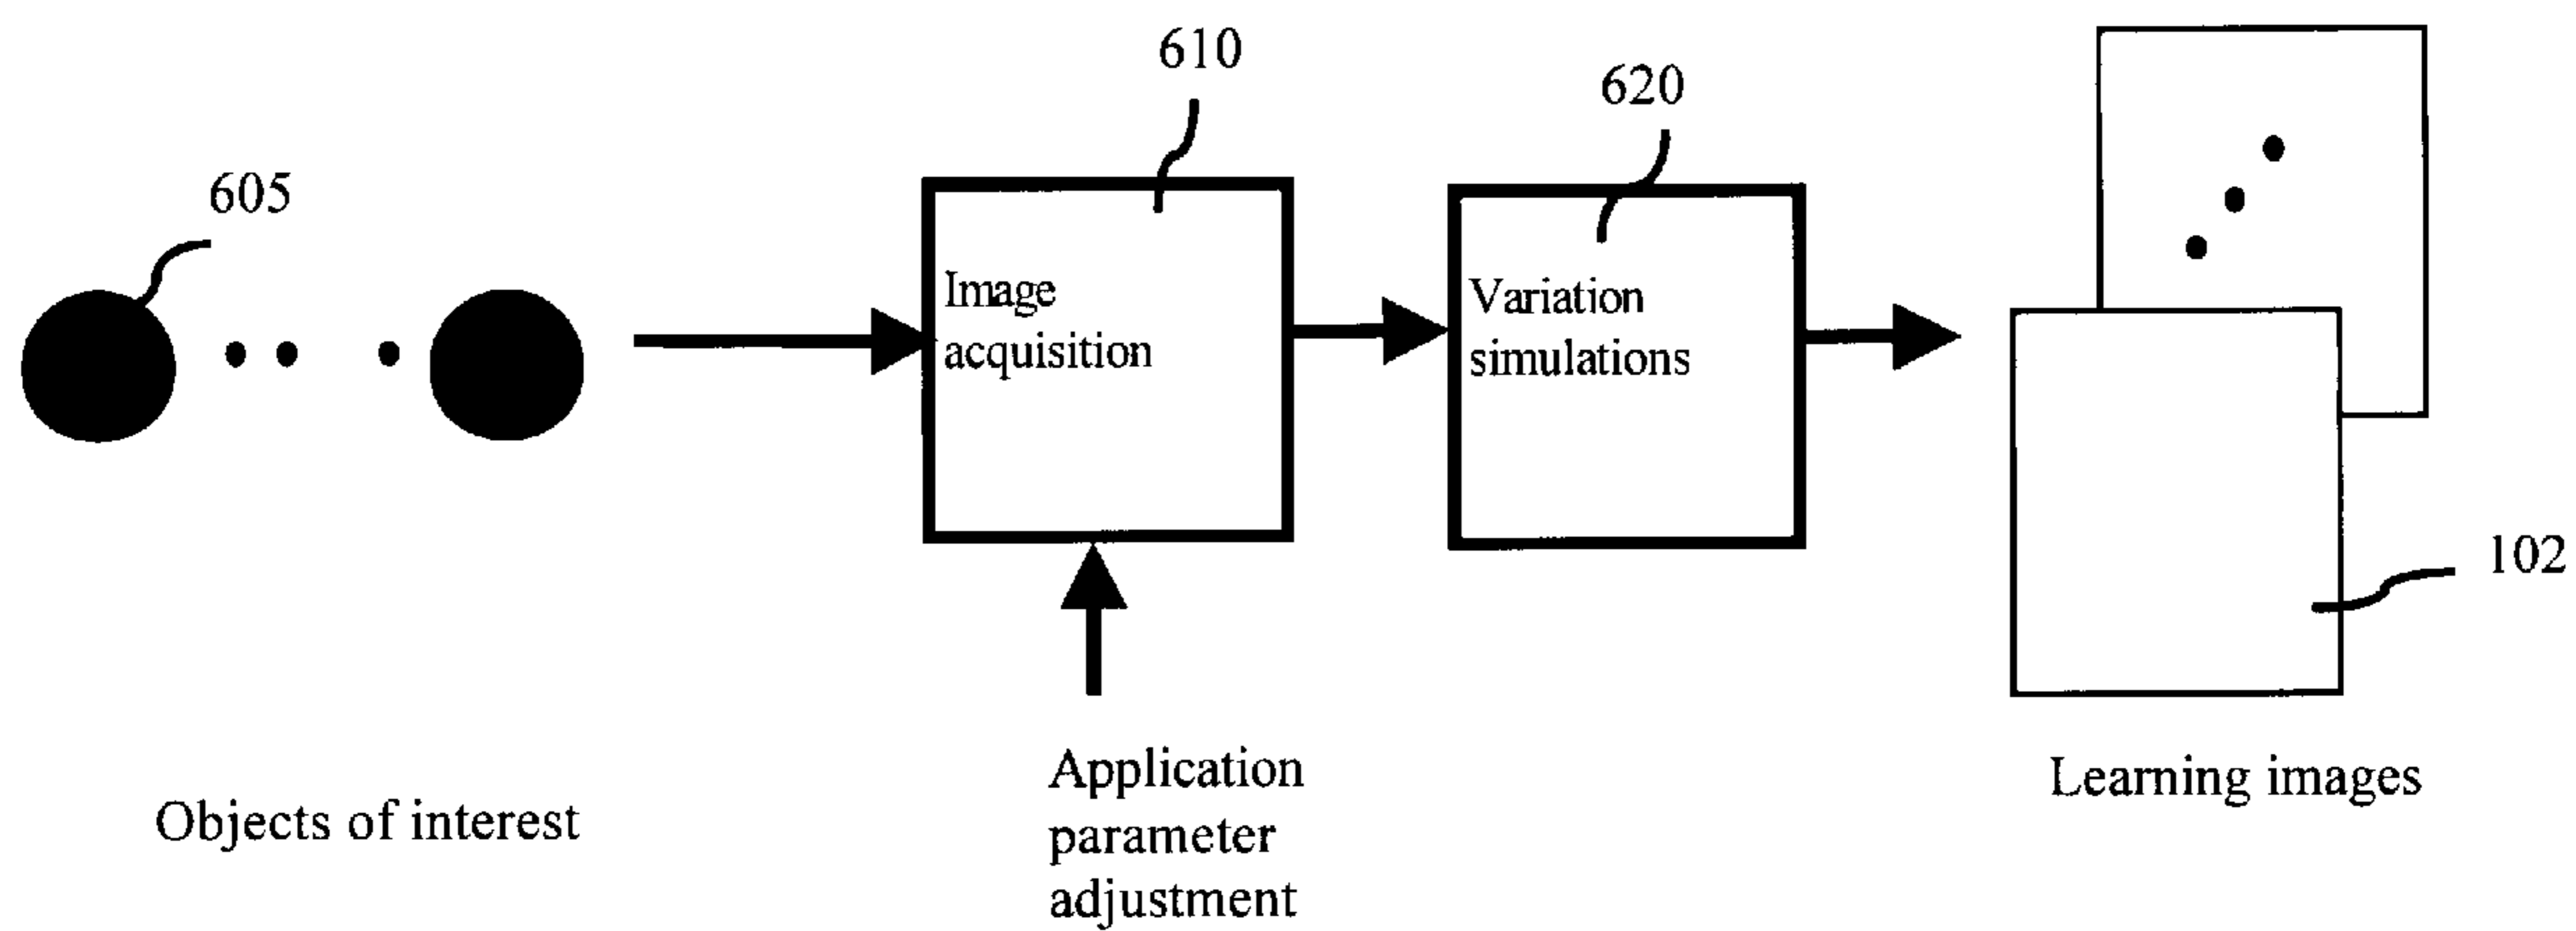 610
620
605
Image
acquisition
Variation
simulations
102
Application
parameter
adjustment
Learning images
Objects of interest